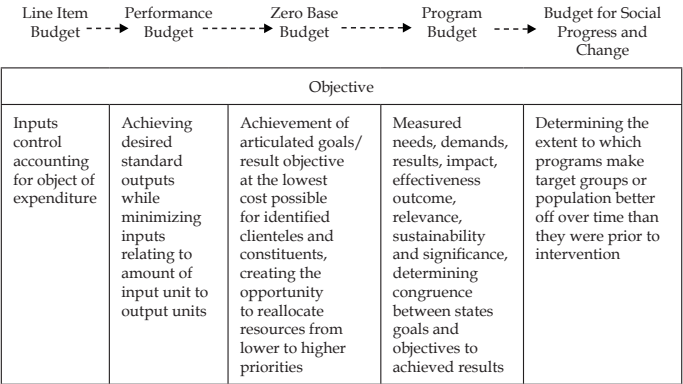 Line Item Budget
Performance Budget
Zero Base Budget
Program Budget
Budget for Social Progress and Change
Objective
Inputs
control
accounting
for object of
expenditure
Achieving
desired
standard
outputs
while
minimizing
inputs
relating to
amount of
input unit to
output units
Achievement of
articulated goals/
result objective
at the lowest
cost possible
for identified
clienteles and
constituents,
creating the
opportunity
to reallocate
resources from
lower to higher
priorities
Measured
needs, demands,
results, impact,
effectiveness
outcome,
relevance,
sustainability
and significance,
determining
congruence
between states
goals and
objectives to
achieved results
Determining the
extent to which
programs make
target groups or
population better
off over time than
they were prior to
intervention